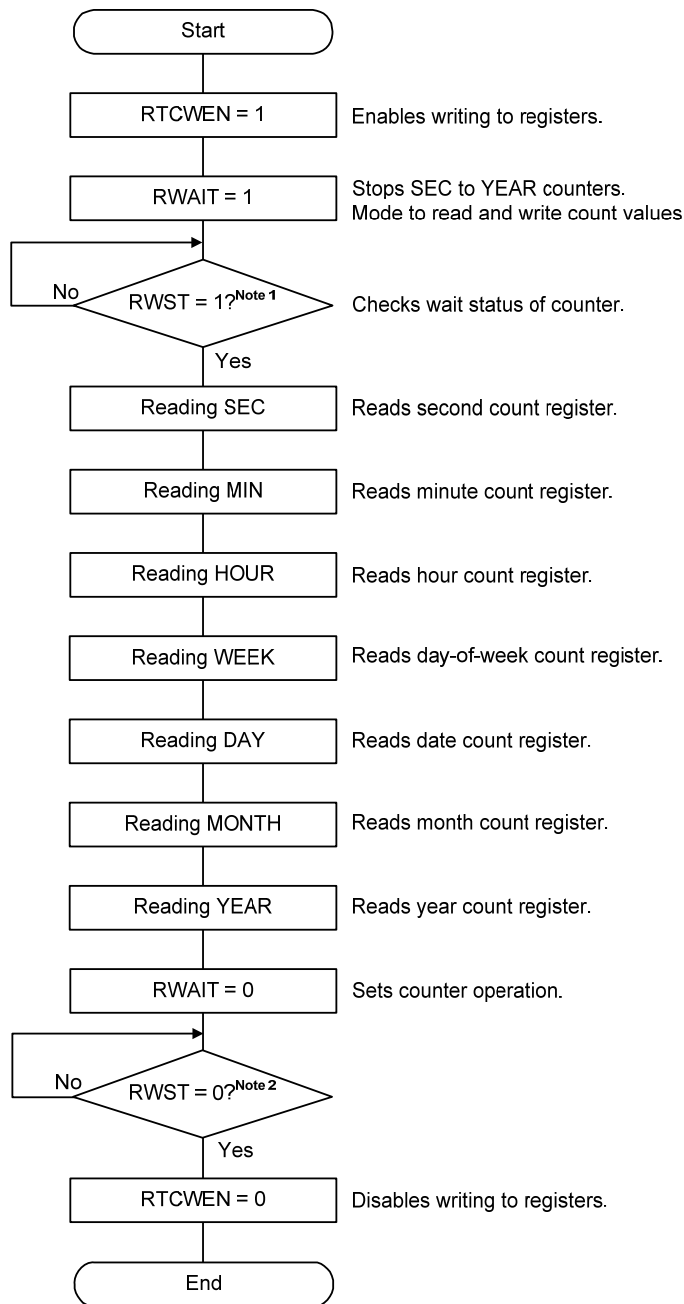 Start
RTCWEN = 1
Enables writing to registers.
RWAIT = 1
Stops SEC to YEAR counters.
Mode to read and write count values
No
RWST = 1?Note 1
Checks wait status of counter.
Yes
Reading SEC
Reads second count register.
Reading MIN
Reads minute count register.
Reading HOUR
Reads hour count register.
Reading WEEK
Reads day-of-week count register.
Reading DAY
Reads date count register.
Reading MONTH
Reads month count register.
Reading YEAR
Reads year count register.
RWAIT = 0
Sets counter operation.
No
RWST = 0?Note 2
Yes
RTCWEN = 0
Disables writing to registers.
End